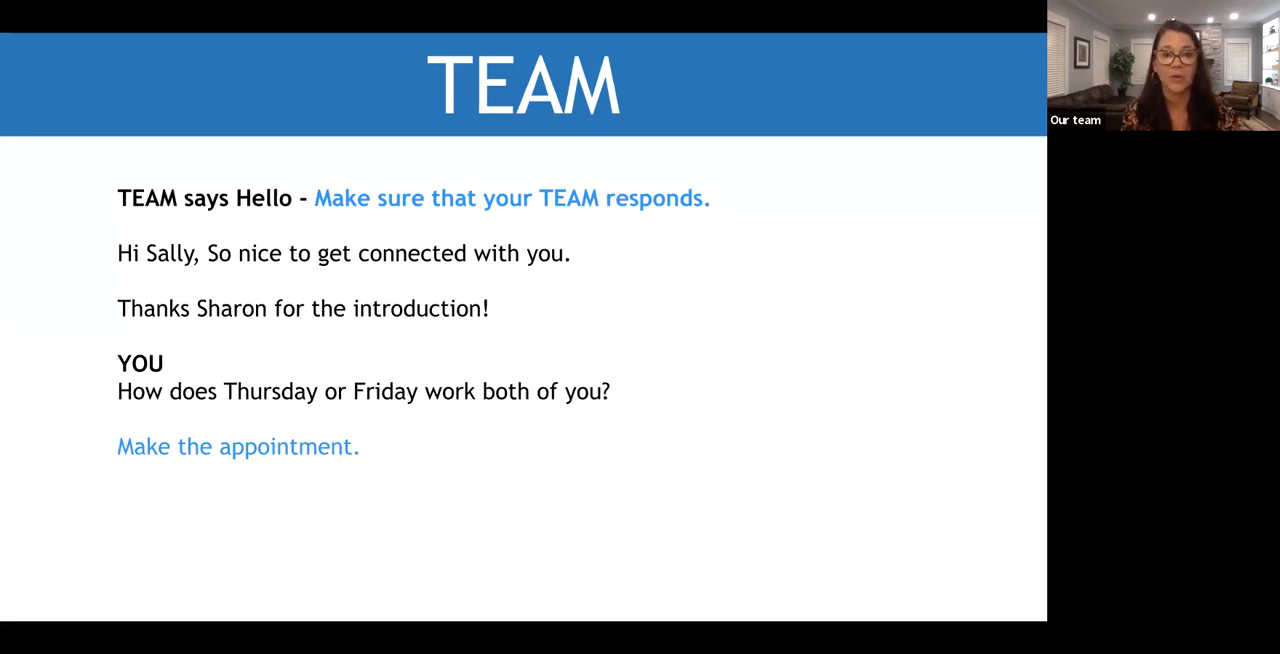 TEAM
Our team
TEAM says Hello - Make sure that your TEAM responds.
Hi Sally, So nice to get connected with you.
Thanks Sharon for the introduction!
YOU
How does Thursday or Friday work both of you?
Make the appointment.